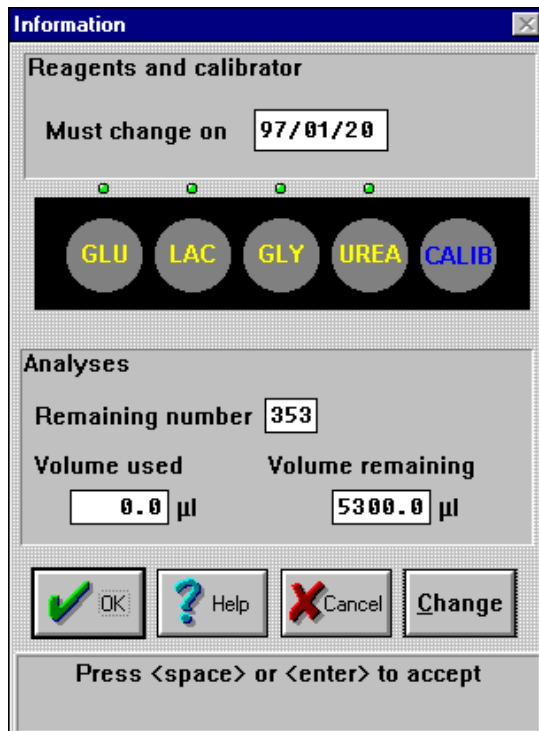 Information
Reagents and calibrator
Must change on 97/01/20
GLU LAC GLY UREA CALIB
Analyses
Remaining number 353
Volume used Volume remaining
0.0 µl 5300.0 µl
OK Help Cancel Change
Press <space> or <enter> to accept